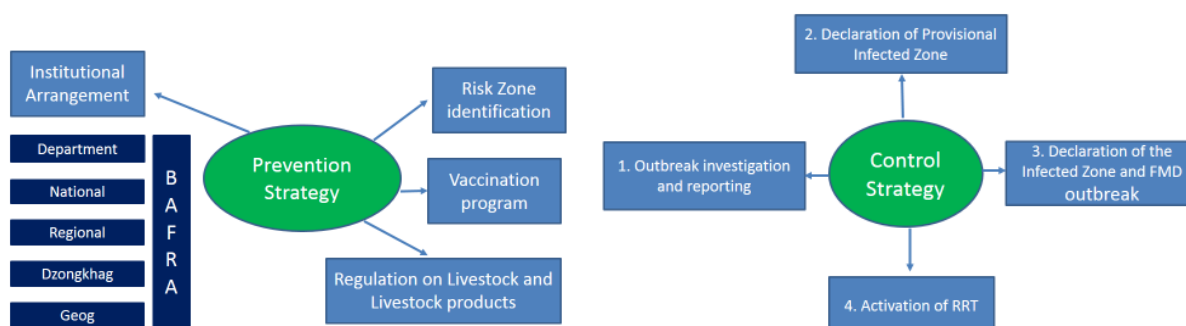 Institutional
Arrangement
Department
National
Regional
Dzongkhag
Geog
B
A
F
R
A
Prevention
Strategy
Risk Zone
identification
Vaccination
program
Regulation on Livestock and
Livestock products
2. Declaration of Provisional
Infected Zone
1. Outbreak investigation
and reporting
Control
Strategy
3. Declaration of the
Infected Zone and FMD
outbreak
4. Activation of RRT